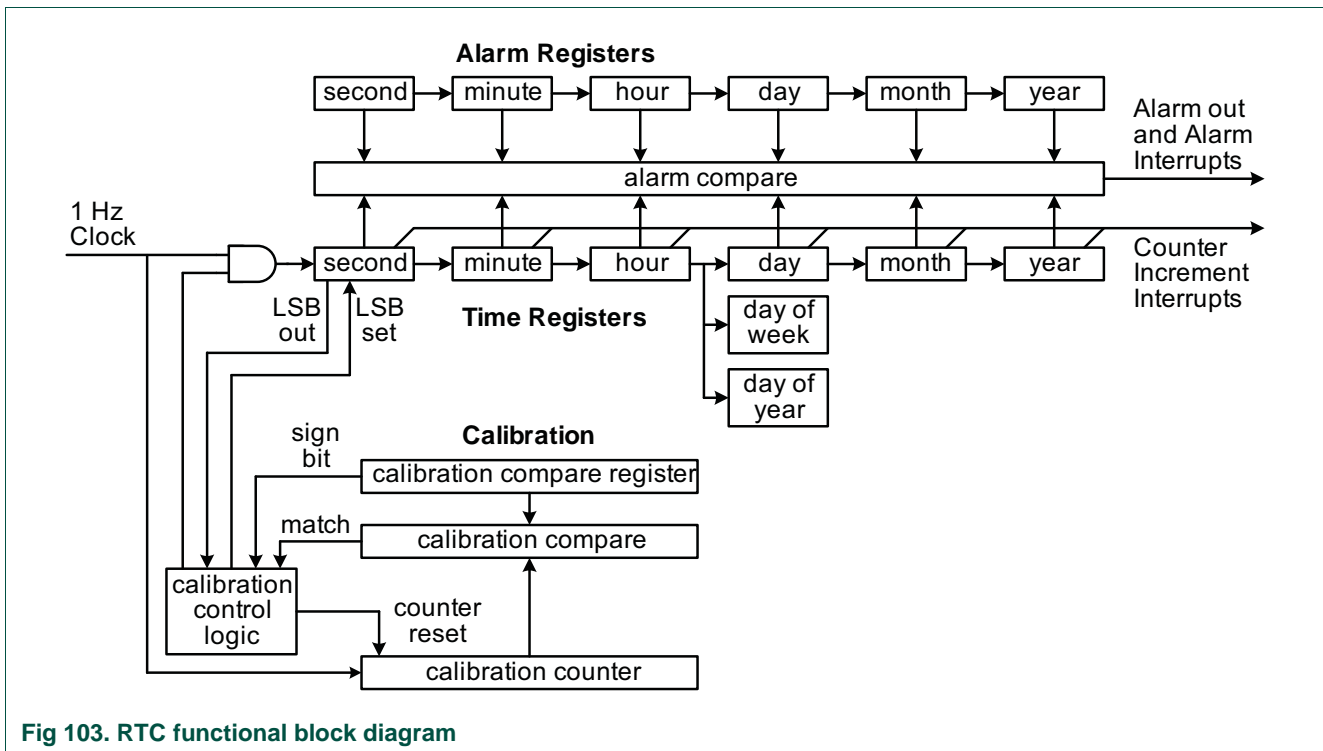 Alarm Registers
second
minute
hour
day
month
year
Alarm out
and Alarm
Interrupts
alarm compare
1 Hz
Clock
second
minute
hour
day
month
year
Counter
Increment
Interrupts
LSB
out
LSB
set
Time Registers
day of
week
day of
year
Calibration
sign
bit
calibration compare register
match
calibration compare
calibration
control
logic
counter
reset
calibration counter
Fig 103. RTC functional block diagram